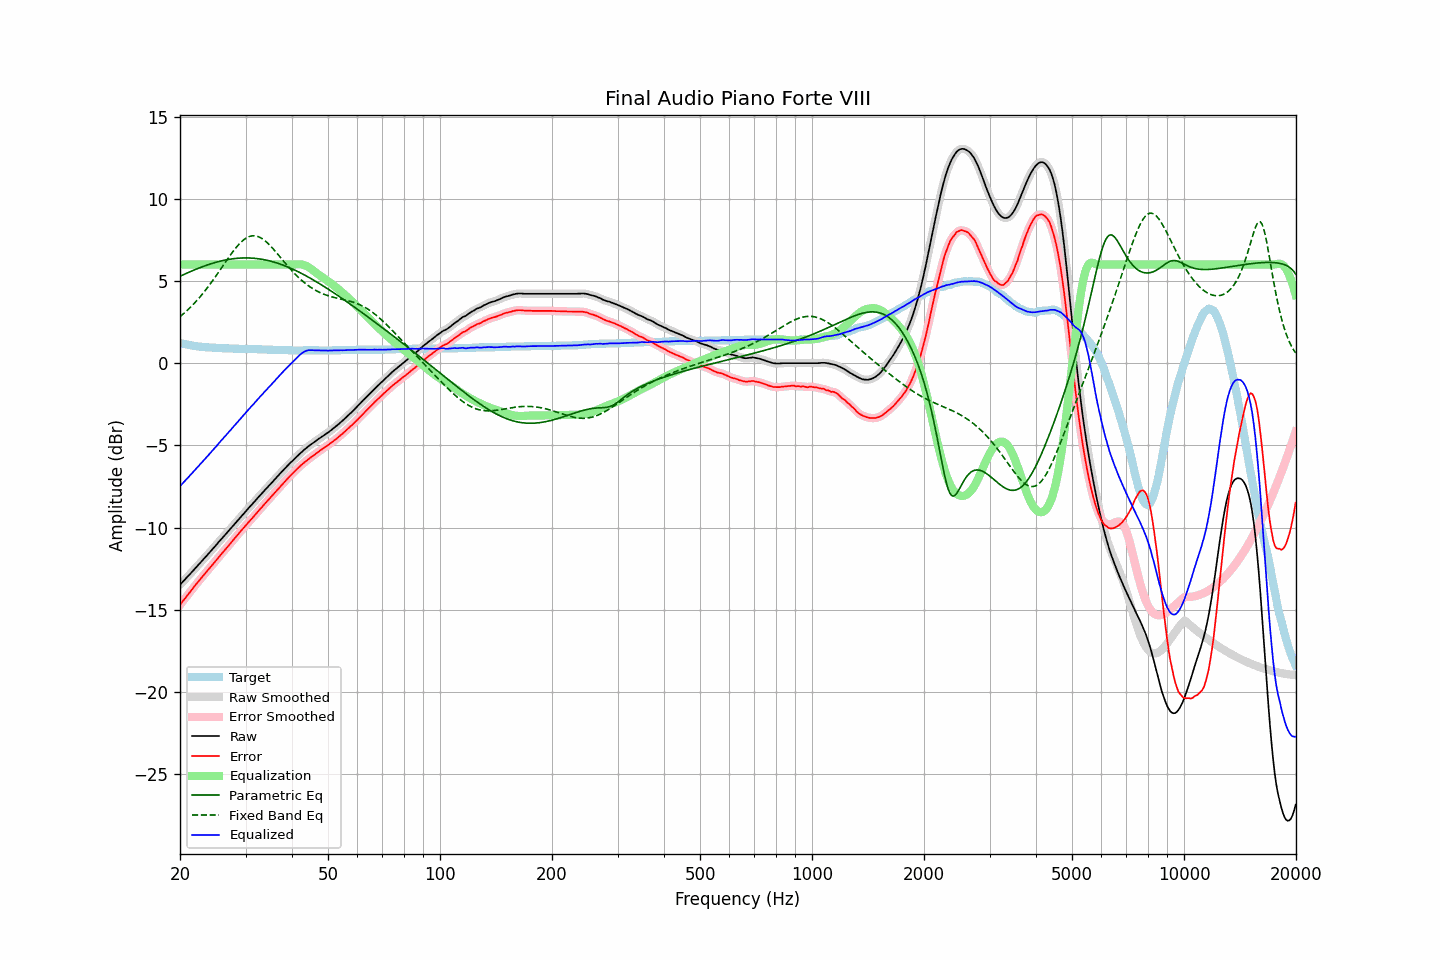 Final Audio Piano Forte VIII
15
10
5
0
−5
−10
−15
−20
−25
Amplitude (dBr)
Target
Raw Smoothed
Error Smoothed
Raw
Error
Equalization
Parametric Eq
Fixed Band Eq
Equalized
20 50 100 200 500 1000 2000 5000 10000 20000
Frequency (Hz)